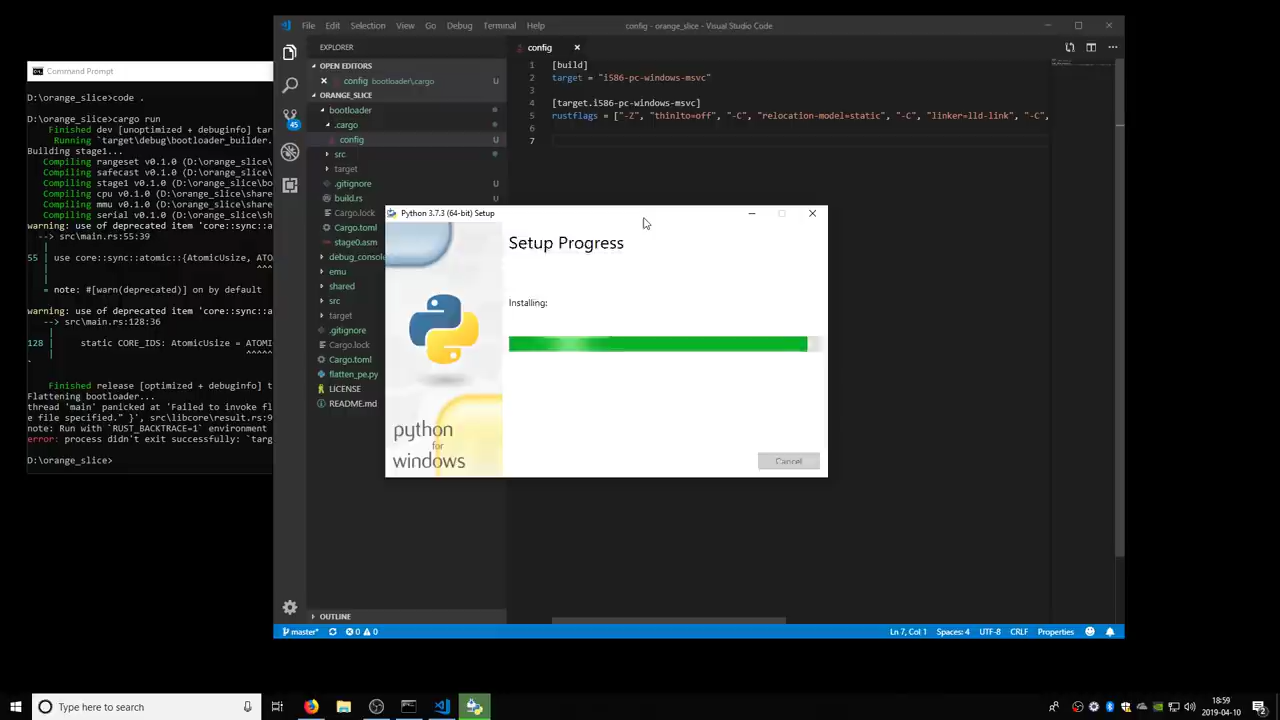 File Edit Selection View Go Debug Terminal Help
config - orange_slice - Visual Studio Code
EXPLORER
OPEN EDITORS
config bootloader\cargo U
ORANGE_SLICE
bootloader
.cargo
config U
src
target
.gitignore U
build.rs U
Cargo.lock U
Cargo.toml U
stage0.asm U
debug_console
emu
shared
src
target
.gitignore
Cargo.lock
Cargo.toml
flatten_pe.py
LICENSE
README.md
OUTLINE
45
config
1 [build]
2 target = "i586-pc-windows-msvc"
3
4 [target.i586-pc-windows-msvc]
5 rustflags = ["-Z", "thinlto=off", "-C", "relocation-model=static", "-C", "linker=lld-link", "-C",
6
7
Command Prompt
D:\orange_slice>code .
D:\orange_slice>cargo run
Finished dev [unoptimized + debuginfo] tar
Running `target\debug\bootloader_builder.
Building stage1...
Compiling rangeset v0.1.0 (D:\orange_slice\share
Compiling safecast v0.1.0 (D:\orange_slice\share
Compiling stage1 v0.1.0 (D:\orange_slice\bo
Compiling cpu v0.1.0 (D:\orange_slice\share
Compiling mmu v0.1.0 (D:\orange_slice\share
Compiling serial v0.1.0 (D:\orange_slice\sh
warning: use of deprecated item 'core::sync::a
--> src\main.rs:55:39
|
55 | use core::sync::atomic::{AtomicUsize, ATO
| ^^^^
|
= note: #[warn(deprecated)] on by default
warning: use of deprecated item 'core::sync::a
--> src\main.rs:128:36
|
128 | static CORE_IDS: AtomicUsize = ATOMIC
| ^^^^^
`
Finished release [optimized + debuginfo] t
Flattening bootloader...
thread 'main' panicked at 'Failed to invoke fl
e file specified." }', src\libcore\result.rs:9
note: Run with `RUST_BACKTRACE=1` environment
error: process didn't exit successfully: `targ
D:\orange_slice>
Python 3.7.3 (64-bit) Setup
Setup Progress
Installing:
python
for
windows
Cancel
master* 0 0
Ln 7, Col 1 Spaces: 4 UTF-8 CRLF Properties
Type here to search
18:59
2019-04-10
2